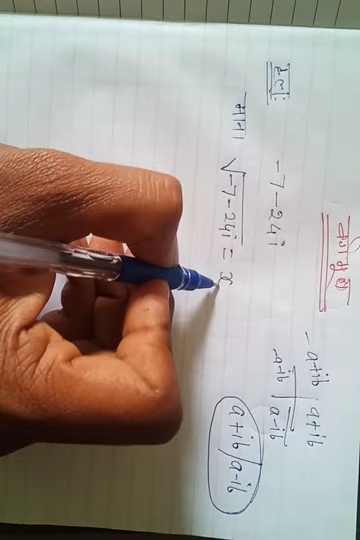 वर्गमूल
-a+ib | a+ib
-a-ib | a-ib
हल: -7-24i
a+ib/a-ib
माना √-7-24i = x